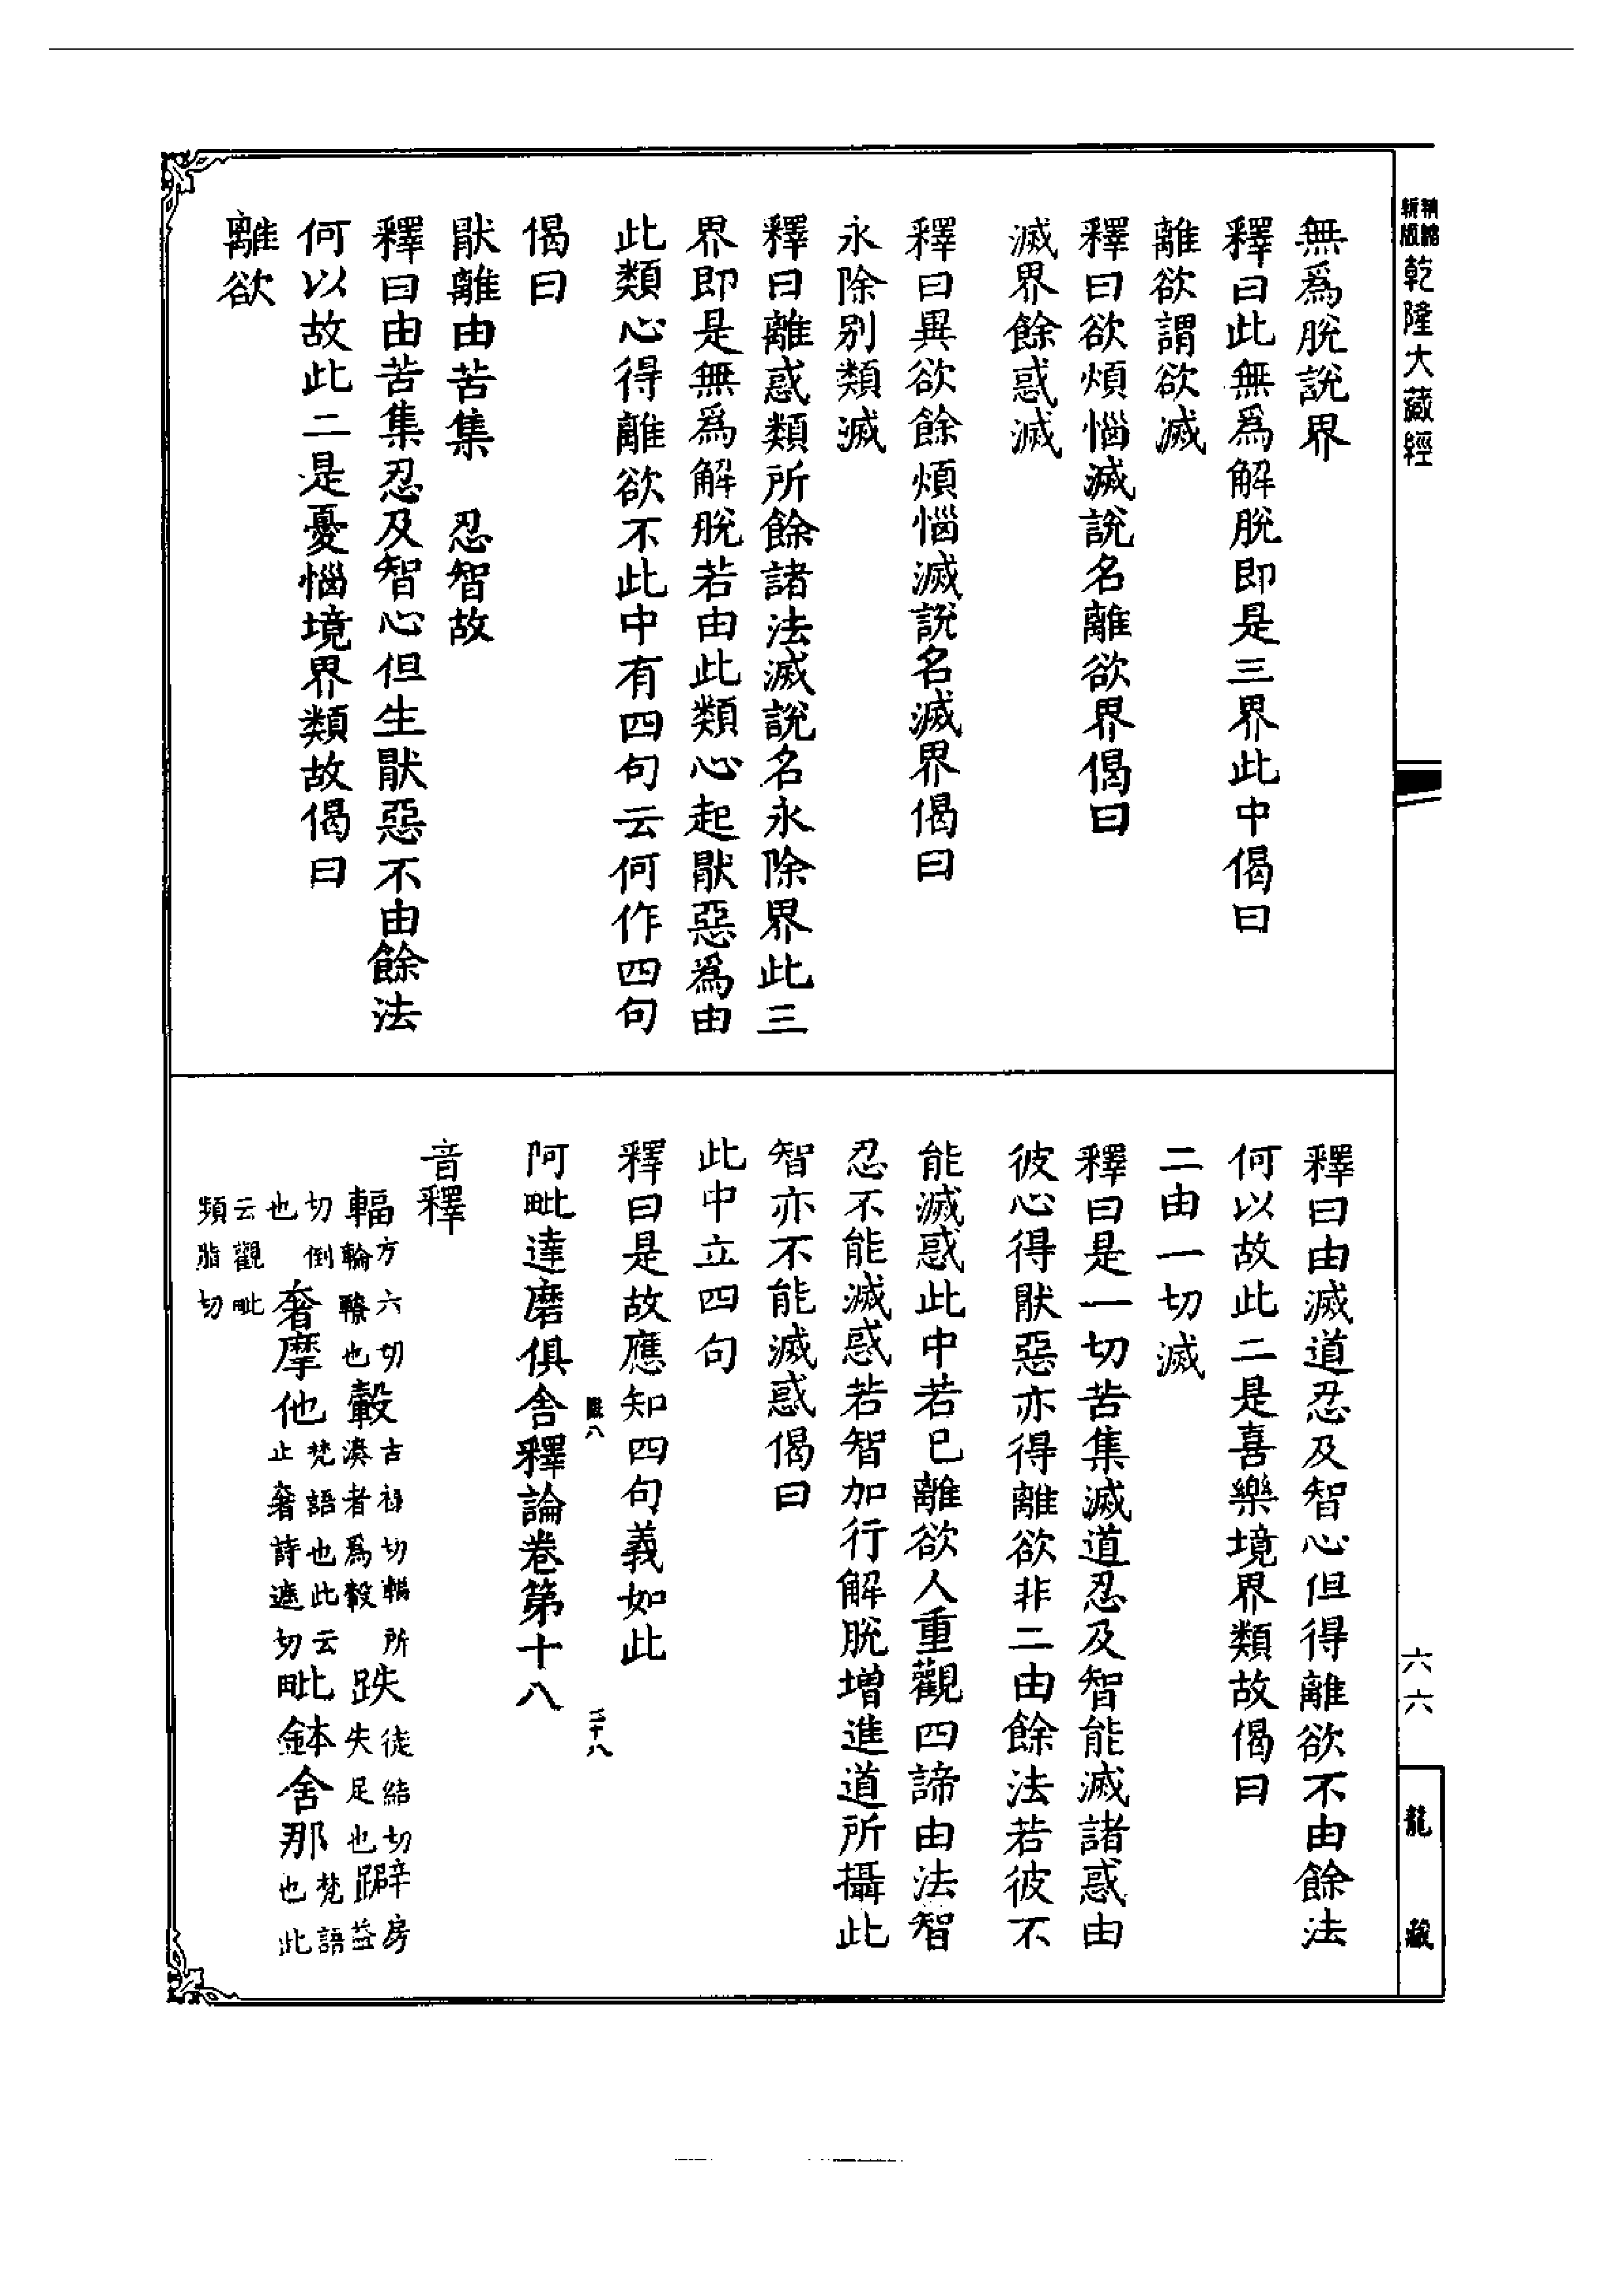 新版
精縮
乾隆大藏經
無爲脫說界
釋曰此無爲解脫即是三界此中偈曰
離欲謂欲滅
釋曰欲煩惱滅說名離欲界偈曰
滅界餘惑滅
釋曰異欲餘煩惱滅說名滅界偈曰
永除別類滅
釋曰離惑類所餘諸法滅說名永除界此三
界即是無爲解脫若由此類心起猒惡爲由
此類心得離欲不此中有四句云何作四句
偈曰
猒離由苦集　忍智故
釋曰由苦集忍及智心但生猒惡不由餘法
何以故此二是憂惱境界類故偈曰
離欲
釋曰由滅道忍及智心但得離欲不由餘法
何以故此二是喜樂境界類故偈曰
二由一切滅
釋曰是一切苦集滅道忍及智能滅諸惑由
彼心得猒惡亦得離欲非二由餘法若彼不
能滅惑此中若已離欲人重觀四諦由法智
忍不能滅惑若智加行解脫增進道所攝此
智亦不能滅惑偈曰
此中立四句
釋曰是故應知四句義如此
八
二十八
阿毗達磨俱舍釋論卷第十八
音釋
輻方六切輪轑也轂古禄切輻所湊者爲轂跌徒結切失足也躃房益
切倒也奢摩他梵語也此云止奢詩遮切毗鉢舍那梵語也此
云觀毗頻脂切
六六
龍藏